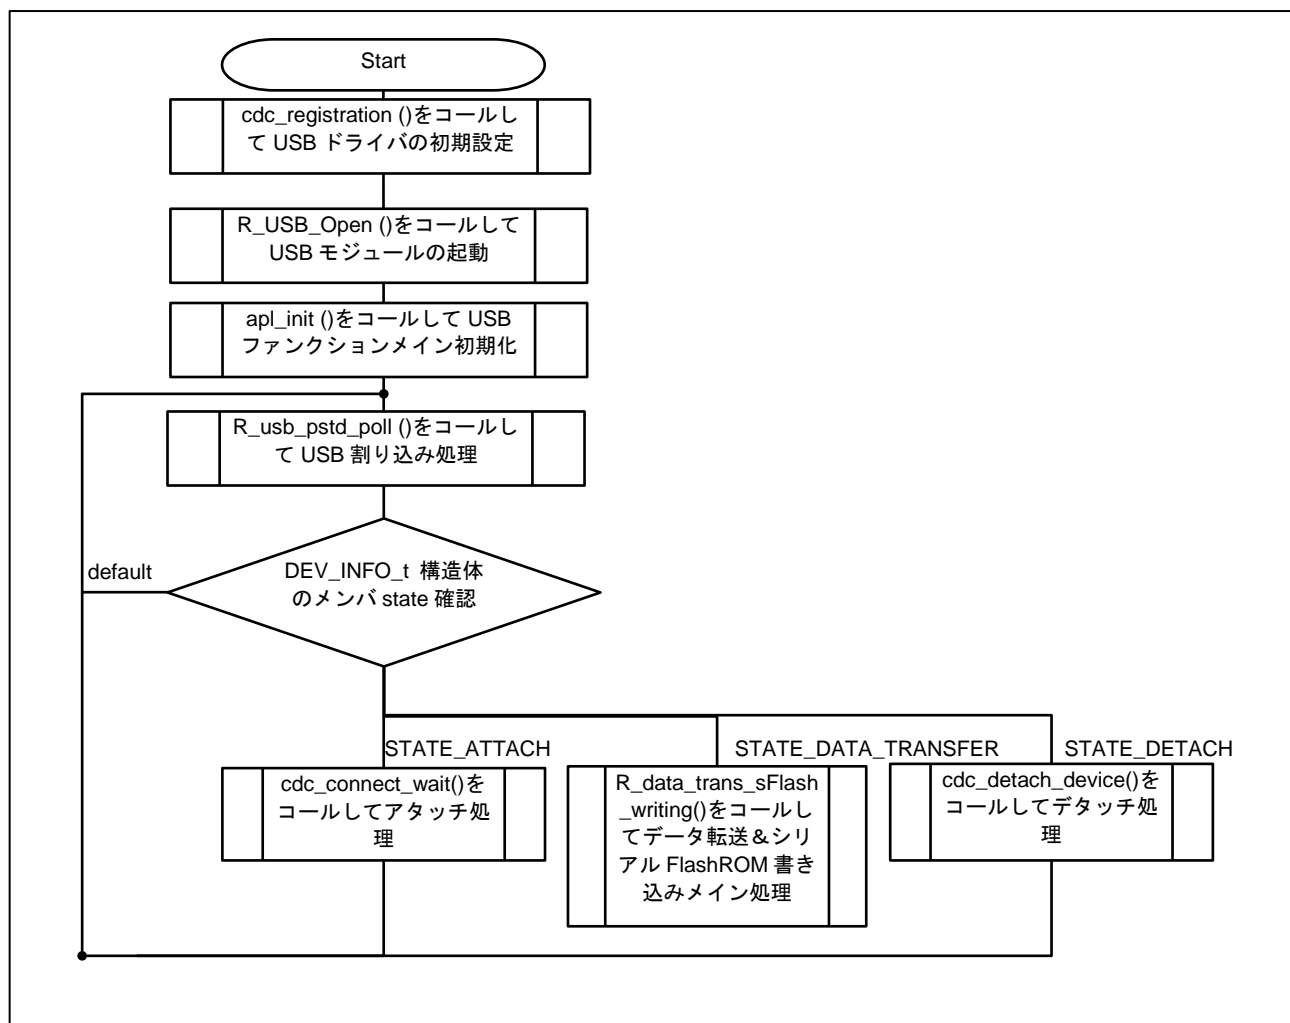 Start
cdc_registration ()をコールし
て USB ドライバの初期設定
R_USB_Open ()をコールして
USB モジュールの起動
apl_init ()をコールして USB
ファンクションメイン初期化
R_usb_pstd_poll ()をコールし
て USB 割り込み処理
default
DEV_INFO_t 構造体
のメンバ state 確認
STATE_ATTACH
cdc_connect_wait()を
コールしてアタッチ処
理
STATE_DATA_TRANSFER
R_data_trans_sFlash
_writing()をコールし
てデータ転送＆シリ
アル FlashROM 書き
込みメイン処理
STATE_DETACH
cdc_detach_device()を
コールしてデタッチ処
理